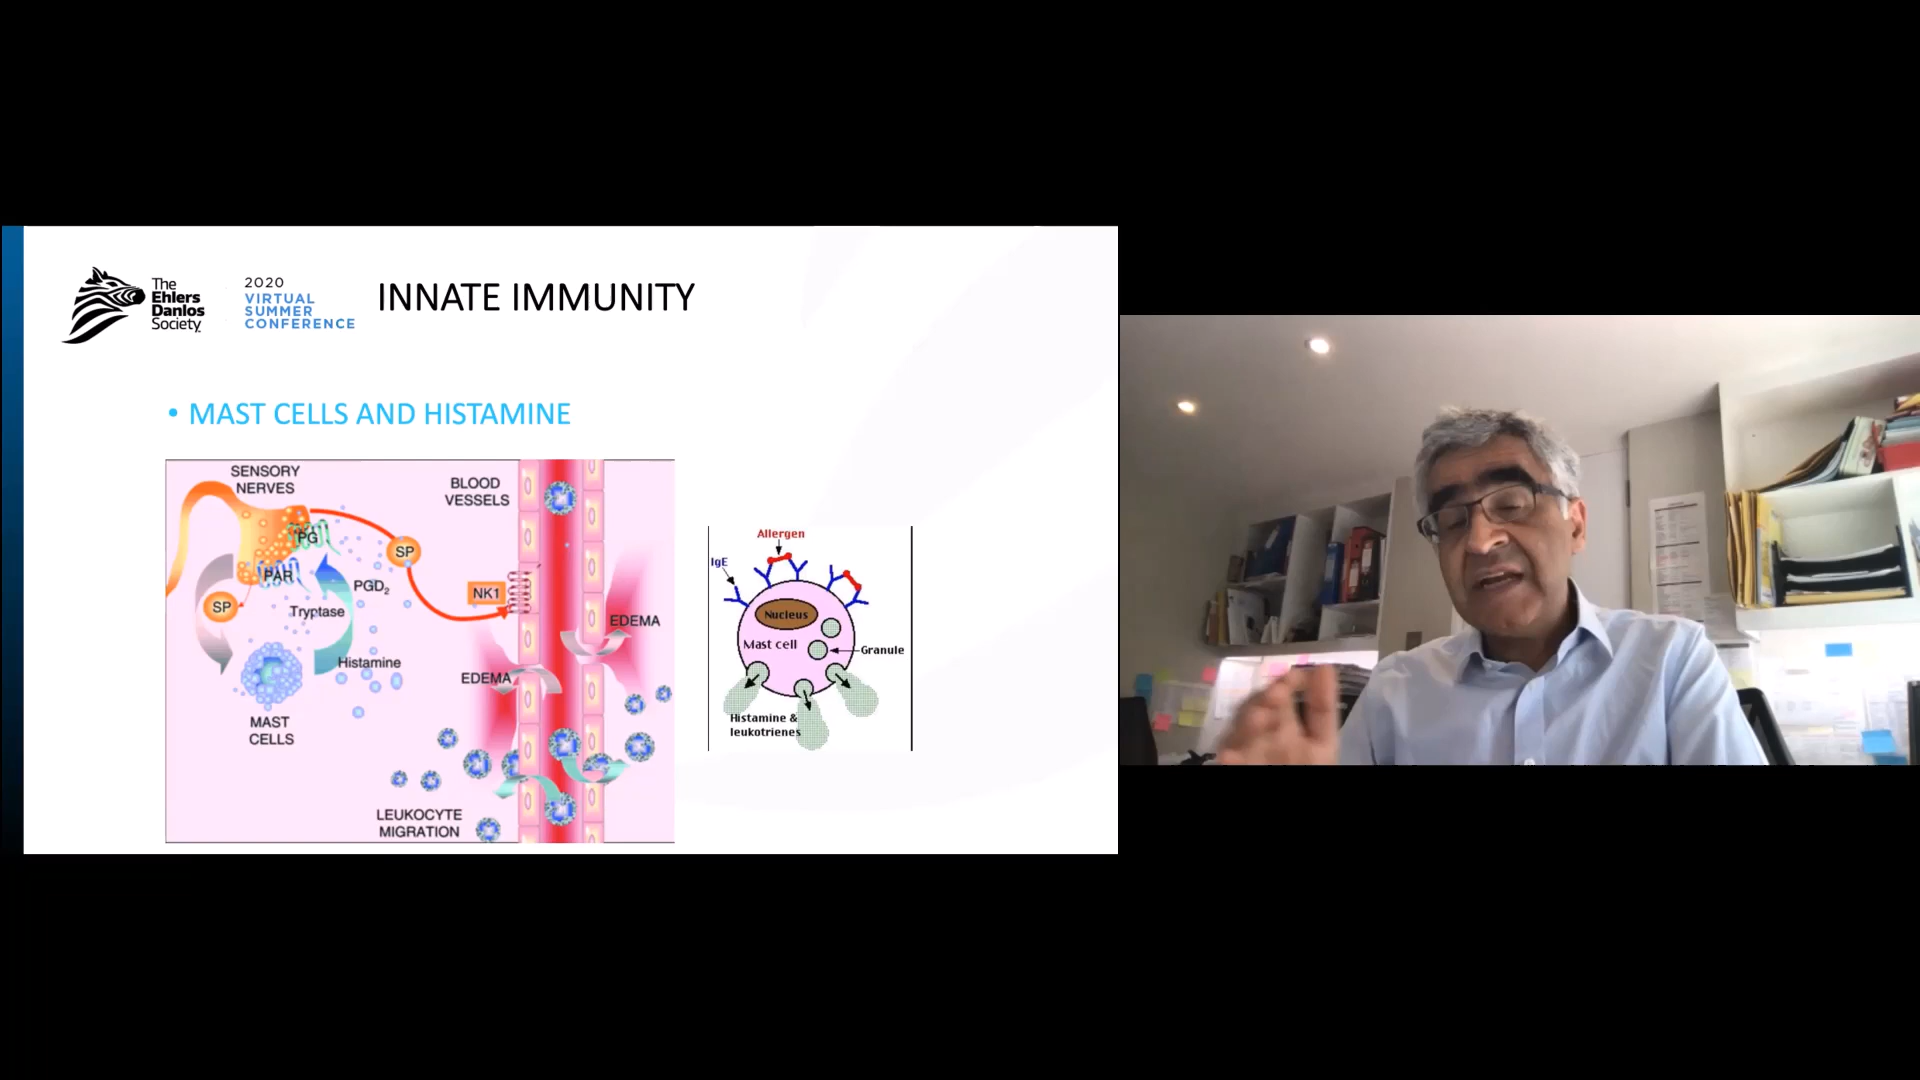 The
Ehlers
Danlos
Society
2020
VIRTUAL
SUMMER
CONFERENCE
INNATE IMMUNITY
• MAST CELLS AND HISTAMINE
SENSORY
NERVES
BLOOD
VESSELS
PG
SP
PAR
PGD2
NK1
SP
Tryptase
EDEMA
Histamine
EDEMA
MAST
CELLS
LEUKOCYTE
MIGRATION
Allergen
IgE
Nucleus
Mast cell
Granule
Histamine &
leukotrienes